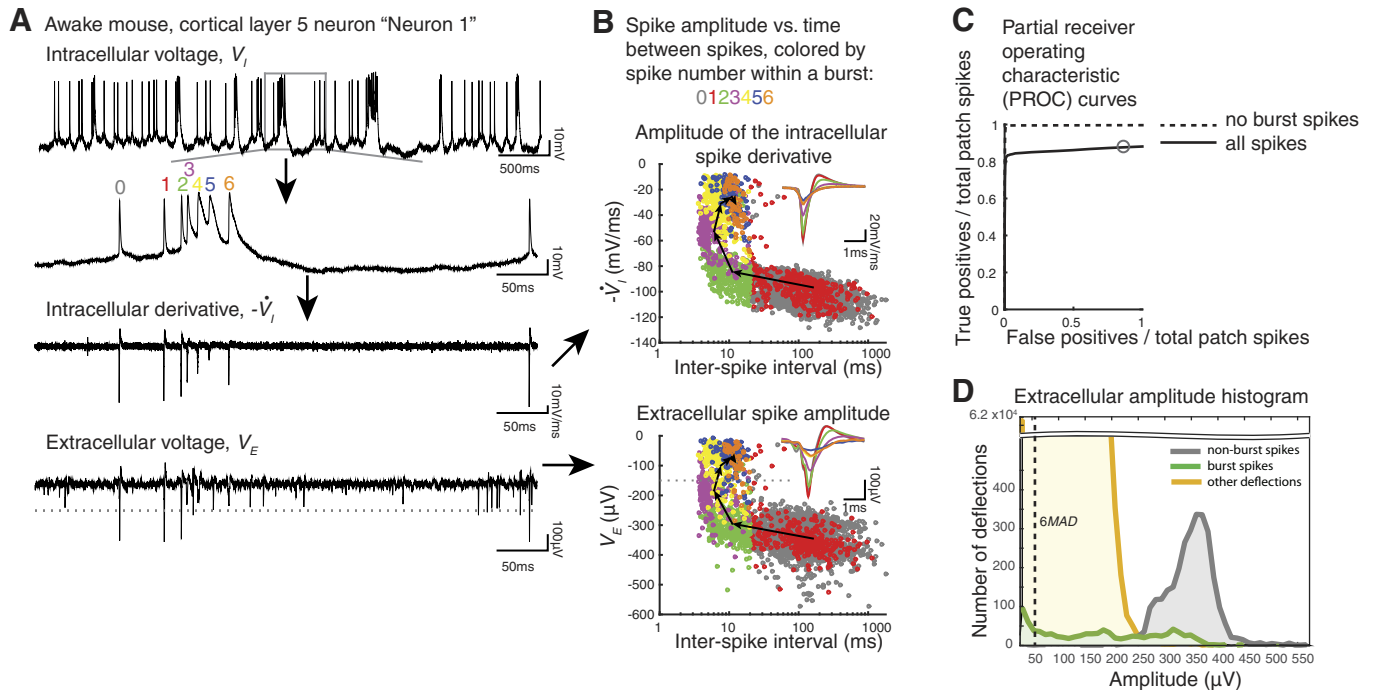 A Awake mouse, cortical layer 5 neuron “Neuron 1”
Intracellular voltage, V_I
10mV
500ms
0 1 2 3 4 5 6
10mV
50ms
Intracellular derivative, -V̇_I
10mV/ms
50ms
Extracellular voltage, V_E
100µV
50ms
B Spike amplitude vs. time
between spikes, colored by
spike number within a burst:
0123456
Amplitude of the intracellular
spike derivative
0
-20
-40
-60
-80
-100
-120
-140
-V̇_I (mV/ms)
20mV/ms
1ms
1 10 100 1000
Inter-spike interval (ms)
Extracellular spike amplitude
0
-100
-200
-300
-400
-500
-600
V_E (µV)
100µV
1ms
1 10 100 1000
Inter-spike interval (ms)
C Partial receiver
operating
characteristic
(PROC) curves
no burst spikes
all spikes
True positives / total patch spikes
1
0.8
0.6
0.4
0.2
0
0 0.5 1
False positives / total patch spikes
D Extracellular amplitude histogram
6.2 x10⁴
non-burst spikes
burst spikes
other deflections
6MAD
Number of deflections
400
300
200
100
0
50 100 150 200 250 300 350 400 450 500 550
Amplitude (µV)